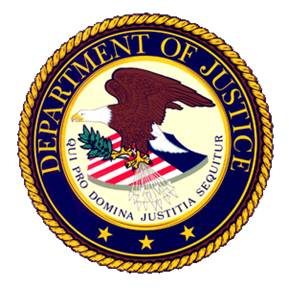 DEPARTMENT OF JUSTICE
QUI PRO DOMINA JUSTITIA SEQUITUR